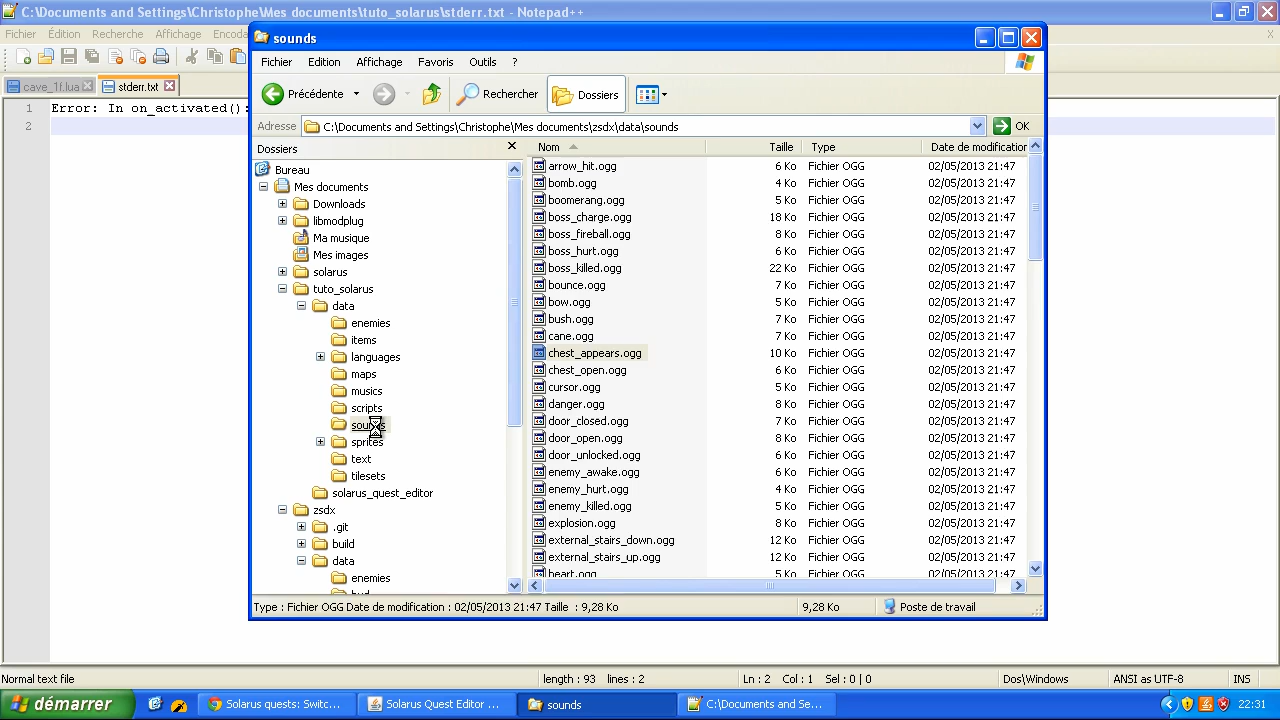 C:\Documents and Settings\Christophe\Mes documents\tuto_solarus\stderr.txt - Notepad++
Fichier Édition Recherche Affichage Encoda
cave_1f.lua stderr.txt
1 Error: In on_activated():
2
sounds
Fichier Edition Affichage Favoris Outils ?
Précédente Rechercher Dossiers
Adresse C:\Documents and Settings\Christophe\Mes documents\zsdx\data\sounds OK
Dossiers
Bureau
Mes documents
Downloads
libnoiseplug
Ma musique
Mes images
solarus
tuto_solarus
data
enemies
items
languages
maps
musics
scripts
sounds
sprites
text
tilesets
solarus_quest_editor
zsdx
.git
build
data
enemies
hud
Nom Taille Type Date de modification
arrow_hit.ogg 6 Ko Fichier OGG 02/05/2013 21:47
bomb.ogg 4 Ko Fichier OGG 02/05/2013 21:47
boomerang.ogg 5 Ko Fichier OGG 02/05/2013 21:47
boss_charge.ogg 18 Ko Fichier OGG 02/05/2013 21:47
boss_fireball.ogg 8 Ko Fichier OGG 02/05/2013 21:47
boss_hurt.ogg 6 Ko Fichier OGG 02/05/2013 21:47
boss_killed.ogg 22 Ko Fichier OGG 02/05/2013 21:47
bounce.ogg 7 Ko Fichier OGG 02/05/2013 21:47
bow.ogg 5 Ko Fichier OGG 02/05/2013 21:47
bush.ogg 7 Ko Fichier OGG 02/05/2013 21:47
cane.ogg 7 Ko Fichier OGG 02/05/2013 21:47
chest_appears.ogg 10 Ko Fichier OGG 02/05/2013 21:47
chest_open.ogg 6 Ko Fichier OGG 02/05/2013 21:47
cursor.ogg 5 Ko Fichier OGG 02/05/2013 21:47
danger.ogg 8 Ko Fichier OGG 02/05/2013 21:47
door_closed.ogg 7 Ko Fichier OGG 02/05/2013 21:47
door_open.ogg 8 Ko Fichier OGG 02/05/2013 21:47
door_unlocked.ogg 6 Ko Fichier OGG 02/05/2013 21:47
enemy_awake.ogg 6 Ko Fichier OGG 02/05/2013 21:47
enemy_hurt.ogg 4 Ko Fichier OGG 02/05/2013 21:47
enemy_killed.ogg 5 Ko Fichier OGG 02/05/2013 21:47
explosion.ogg 8 Ko Fichier OGG 02/05/2013 21:47
external_stairs_down.ogg 12 Ko Fichier OGG 02/05/2013 21:47
external_stairs_up.ogg 12 Ko Fichier OGG 02/05/2013 21:47
heart.ogg 4 Ko Fichier OGG 02/05/2013 21:47
Type : Fichier OGG Date de modification : 02/05/2013 21:47 Taille : 9,28 Ko 9,28 Ko Poste de travail
Normal text file length : 93 lines : 2 Ln : 2 Col : 1 Sel : 0 | 0 Dos\Windows ANSI as UTF-8 INS
démarrer Solarus quests: Switc... Solarus Quest Editor ... sounds C:\Documents and Se... 22:31